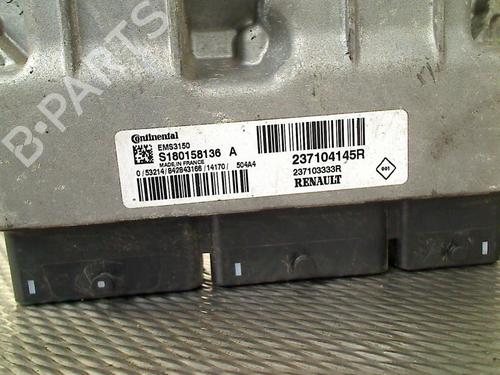 B-PARTS
Continental
EMS3150
S180158136 A
MADE IN FRANCE
0/53214/842843166/14170/ 504A4
237104145R
237103333R
RENAULT
001